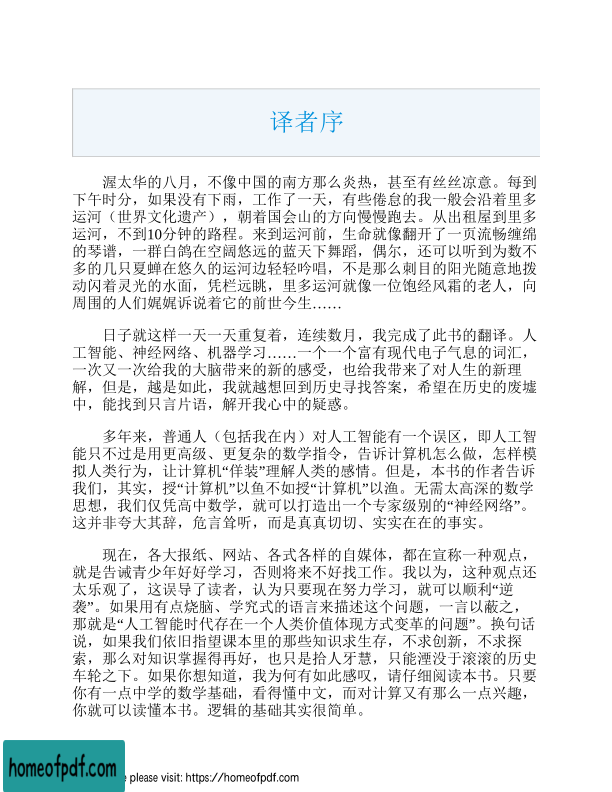 译者序
渥太华的八月，不像中国的南方那么炎热，甚至有丝丝凉意。每到
下午时分，如果没有下雨，工作了一天，有些倦怠的我一般会沿着里多
运河（世界文化遗产），朝着国会山的方向慢慢跑去。从出租屋到里多
运河，不到10分钟的路程。来到运河前，生命就像翻开了一页流畅缠绵
的琴谱，一群白鸽在空阔悠远的蓝天下舞蹈，偶尔，还可以听到为数不
多的几只夏蝉在悠久的运河边轻轻吟唱，不是那么刺目的阳光随意地拨
动闪着灵光的水面，凭栏远眺，里多运河就像一位饱经风霜的老人，向
周围的人们娓娓诉说着它的前世今生……
日子就这样一天一天重复着，连续数月，我完成了此书的翻译。人
工智能、神经网络、机器学习……一个一个富有现代电子气息的词汇，
一次又一次给我的大脑带来的新的感受，也给我带来了对人生的新理
解，但是，越是如此，我就越想回到历史寻找答案，希望在历史的废墟
中，能找到只言片语，解开我心中的疑惑。
多年来，普通人（包括我在内）对人工智能有一个误区，即人工智
能只不过是用更高级、更复杂的数学指令，告诉计算机怎么做，怎样模
拟人类行为，让计算机“佯装”理解人类的感情。但是，本书的作者告诉
我们，其实，授“计算机”以鱼不如授“计算机”以渔。无需太高深的数学
思想，我们仅凭高中数学，就可以打造出一个专家级别的“神经网络”。
这并非夸大其辞，危言耸听，而是真真切切、实实在在的事实。
现在，各大报纸、网站、各式各样的自媒体，都在宣称一种观点，
就是告诫青少年好好学习，否则将来不好找工作。我以为，这种观点还
太乐观了，这误导了读者，认为只要现在努力学习，就可以顺利“逆
袭”。如果用有点烧脑、学究式的语言来描述这个问题，一言以蔽之，
那就是“人工智能时代存在一个人类价值体现方式变革的问题”。换句话
说，如果我们依旧指望课本里的那些知识求生存，不求创新，不求探
索，那么对知识掌握得再好，也只是拾人牙慧，只能湮没于滚滚的历史
车轮之下。如果你想知道，我为何有如此感叹，请仔细阅读本书。只要
你有一点中学的数学基础，看得懂中文，而对计算又有那么一点兴趣，
你就可以读懂本书。逻辑的基础其实很简单。
homeofpdf.com
please visit: https://homeofpdf.com